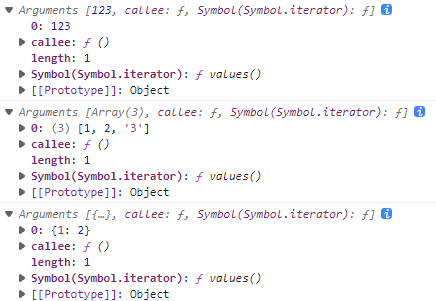 ▼ Arguments [123, callee: ƒ, Symbol(Symbol.iterator): ƒ] i
0: 123
▶ callee: ƒ ()
length: 1
▶ Symbol(Symbol.iterator): ƒ values()
▶ [[Prototype]]: Object
▼ Arguments [Array(3), callee: ƒ, Symbol(Symbol.iterator): ƒ] i
▶ 0: (3) [1, 2, '3']
▶ callee: ƒ ()
length: 1
▶ Symbol(Symbol.iterator): ƒ values()
▶ [[Prototype]]: Object
▼ Arguments [{…}, callee: ƒ, Symbol(Symbol.iterator): ƒ] i
▶ 0: {1: 2}
▶ callee: ƒ ()
length: 1
▶ Symbol(Symbol.iterator): ƒ values()
▶ [[Prototype]]: Object